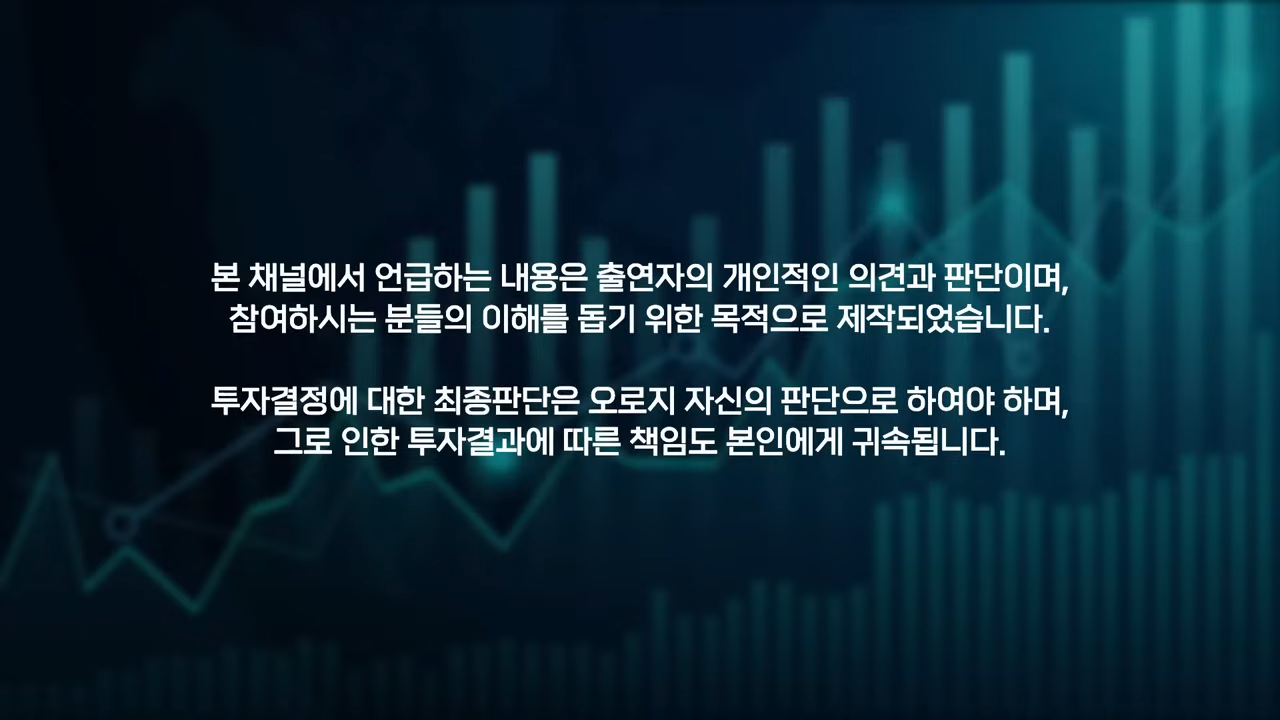 본 채널에서 언급하는 내용은 출연자의 개인적인 의견과 판단이며,
참여하시는 분들의 이해를 돕기 위한 목적으로 제작되었습니다.
투자결정에 대한 최종판단은 오로지 자신의 판단으로 하여야 하며,
그로 인한 투자결과에 따른 책임도 본인에게 귀속됩니다.